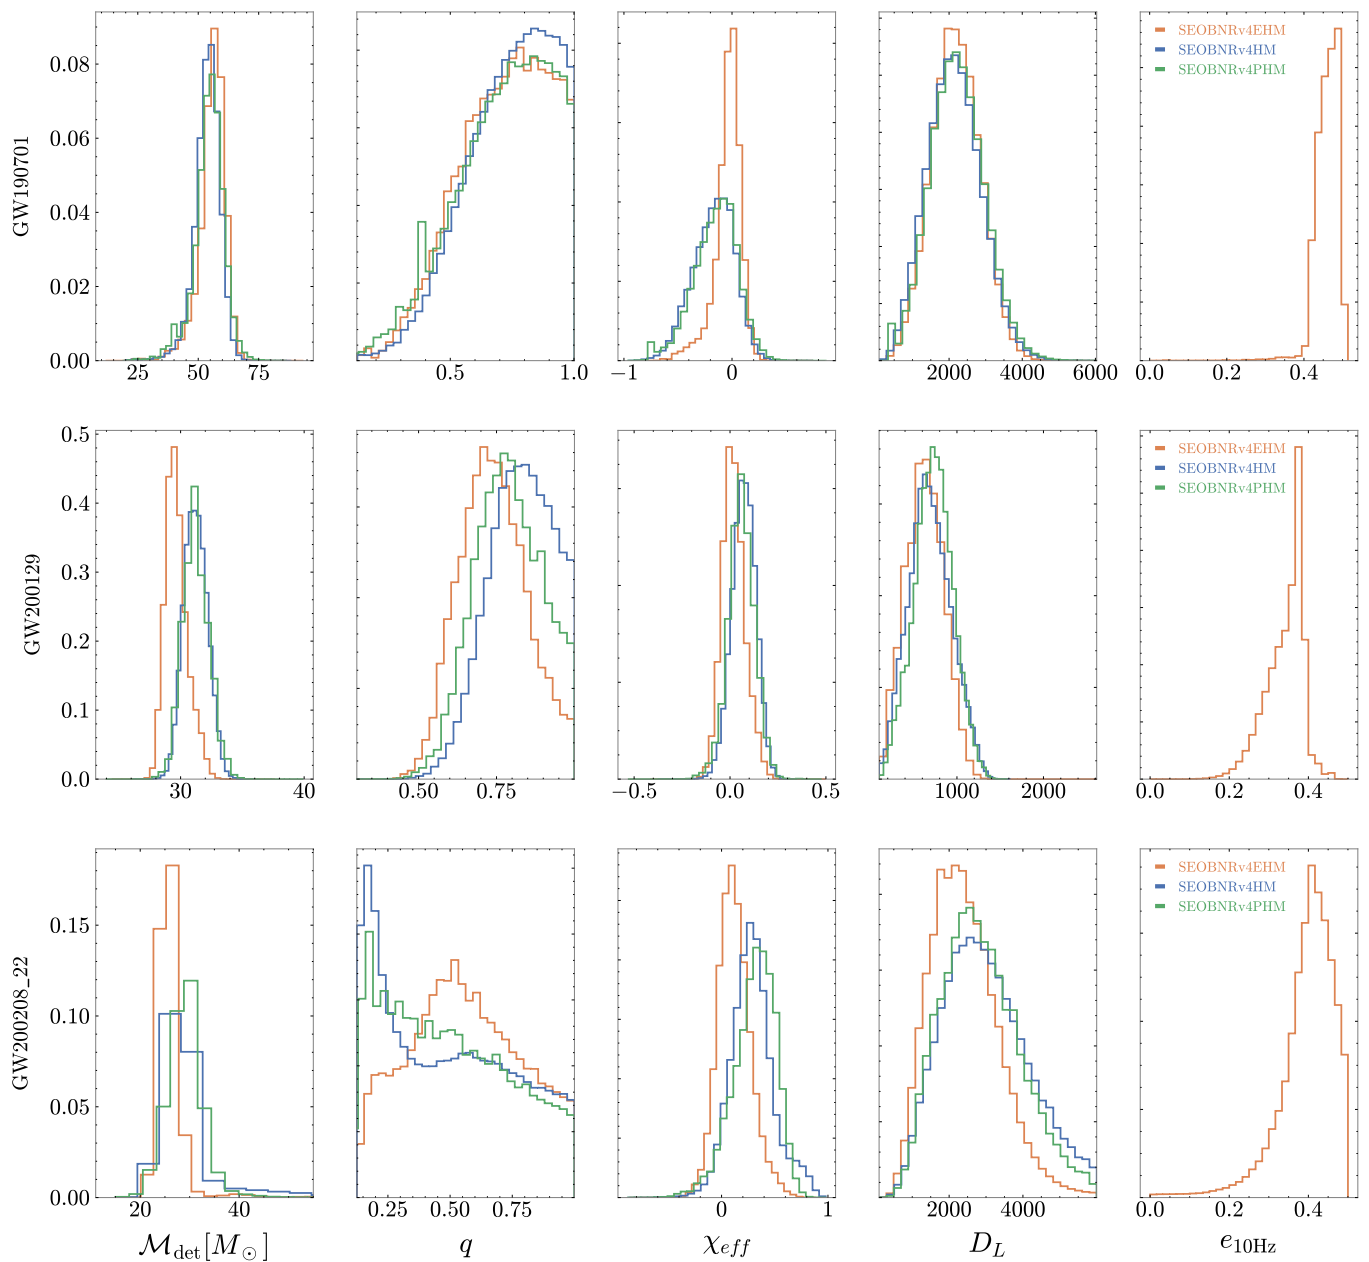 GW190701
0.08
0.06
0.04
0.02
0.00
25 50 75
0.5 1.0
−1 0
2000 4000 6000
SEOBNRv4EHM
SEOBNRv4HM
SEOBNRv4PHM
0.0 0.2 0.4
GW200129
0.5
0.4
0.3
0.2
0.1
0.0
30 40
0.50 0.75
−0.5 0.0 0.5
1000 2000
SEOBNRv4EHM
SEOBNRv4HM
SEOBNRv4PHM
0.0 0.2 0.4
GW200208_22
0.15
0.10
0.05
0.00
20 40
0.25 0.50 0.75
0 1
2000 4000
SEOBNRv4EHM
SEOBNRv4HM
SEOBNRv4PHM
0.0 0.2 0.4
ℳ_det[M_⊙]
q
χ_eff
D_L
e_10Hz